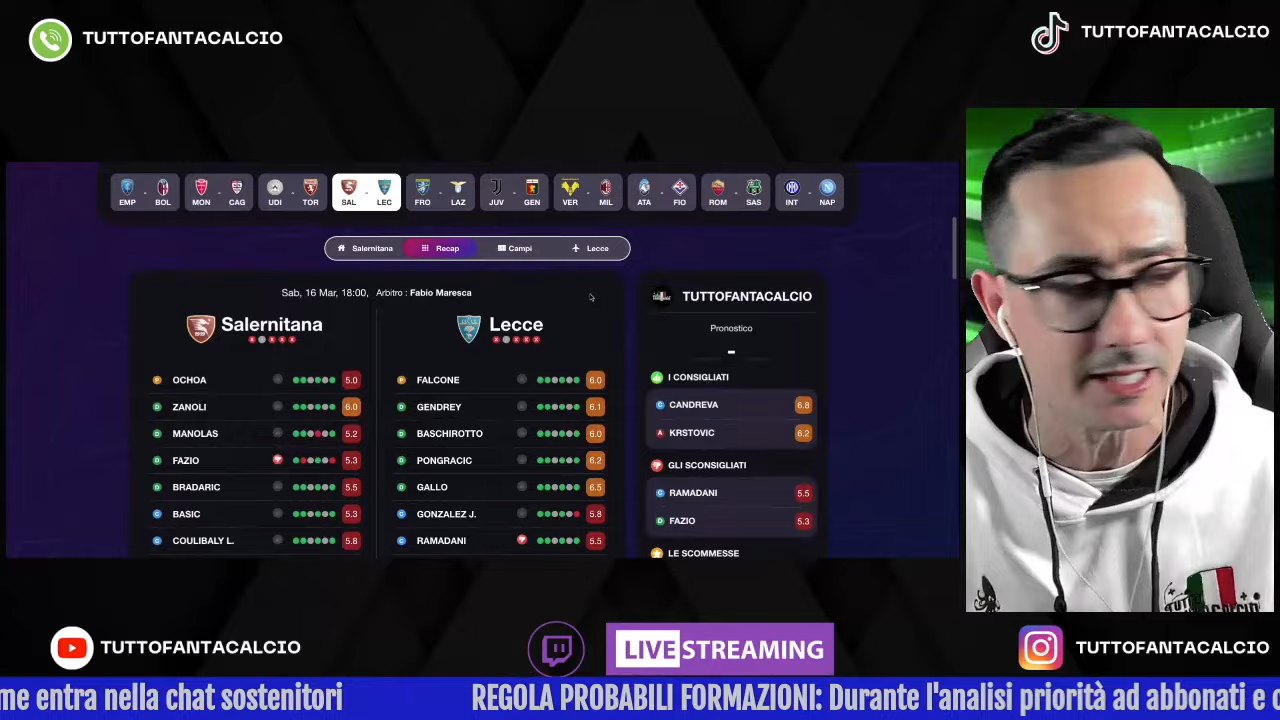 TUTTOFANTACALCIO
TUTTOFANTACALCIO
EMP - BOL
MON - CAG
UDI - TOR
SAL - LEC
FRO - LAZ
JUV - GEN
VER - MIL
ATA - FIO
ROM - SAS
INT - NAP
Salernitana
Recap
Campi
Lecce
Sab, 16 Mar, 18:00, Arbitro : Fabio Maresca
Salernitana
P OCHOA 5.0
D ZANOLI 6.0
D MANOLAS 5.2
D FAZIO 5.3
D BRADARIC 5.5
C BASIC 5.3
C COULIBALY L. 5.8
Lecce
P FALCONE 6.0
D GENDREY 6.1
D BASCHIROTTO 6.0
D PONGRACIC 6.2
D GALLO 6.5
C GONZALEZ J. 5.8
C RAMADANI 5.5
TUTTOFANTACALCIO
Pronostico
-
I CONSIGLIATI
C CANDREVA 6.8
A KRSTOVIC 6.2
GLI SCONSIGLIATI
C RAMADANI 5.5
D FAZIO 5.3
LE SCOMMESSE
TUTTOFANTACALCIO
LIVE STREAMING
TUTTOFANTACALCIO
me entra nella chat sostenitori
REGOLA PROBABILI FORMAZIONI: Durante l'analisi priorità ad abbonati e